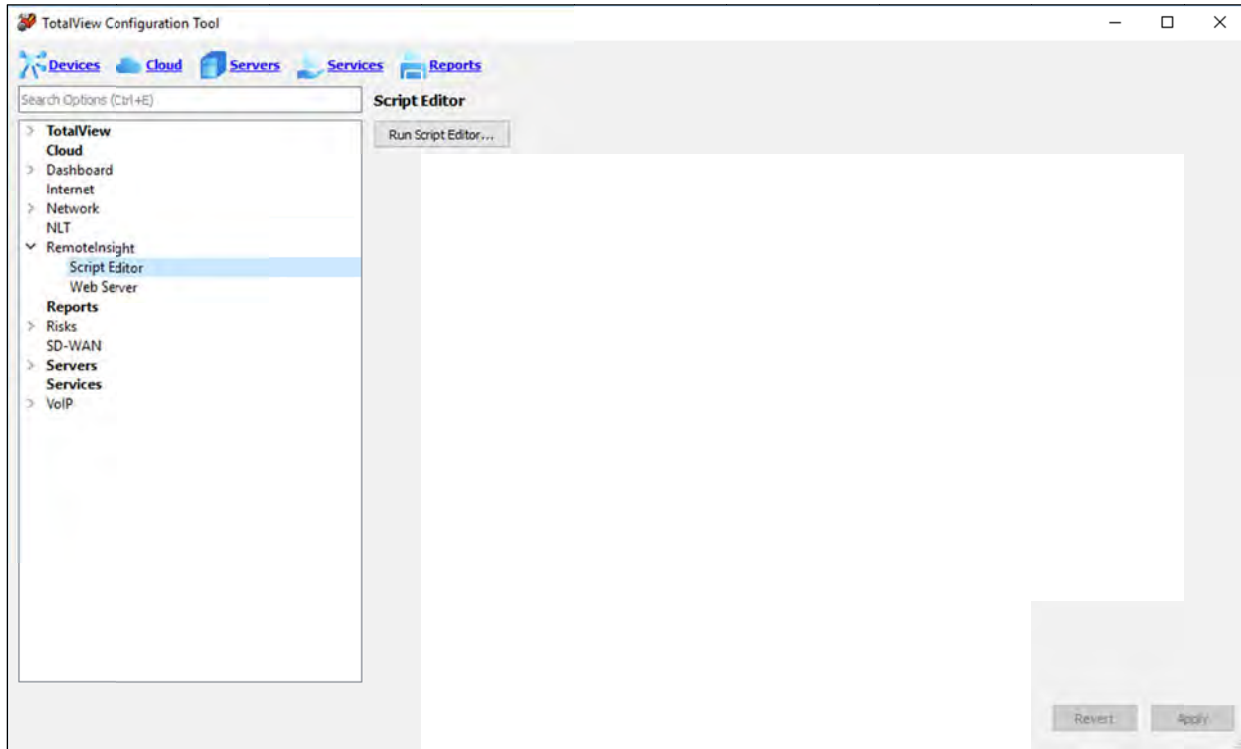 TotalView Configuration Tool
Devices Cloud Servers Services Reports
Search Options (Ctrl+E)
Script Editor
Run Script Editor...
TotalView
Cloud
Dashboard
Internet
Network
NLT
RemoteInsight
Script Editor
Web Server
Reports
Risks
SD-WAN
Servers
Services
VoIP
Revert Apply